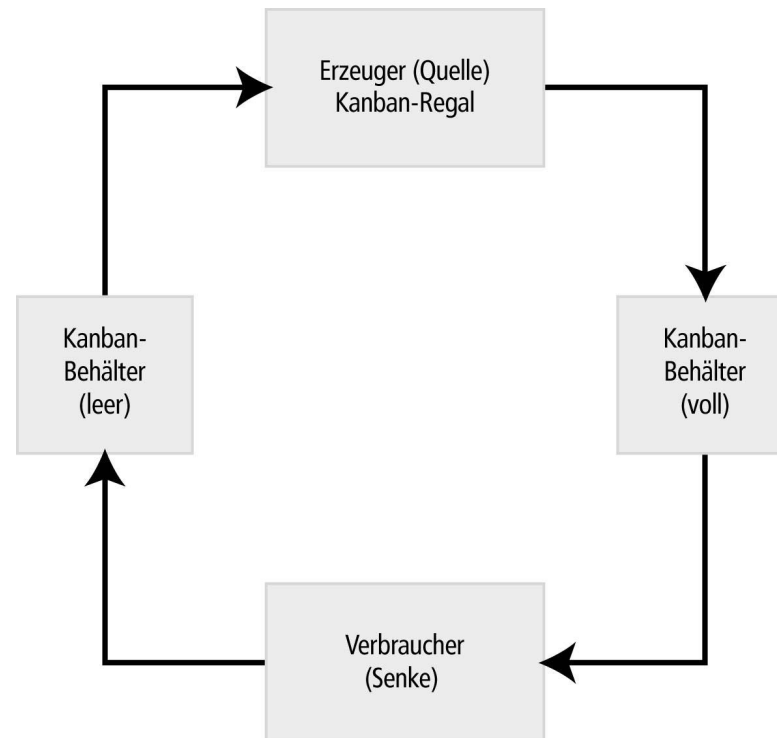 Erzeuger (Quelle)
Kanban-Regal
Kanban-
Behälter
(leer)
Kanban-
Behälter
(voll)
Verbraucher
(Senke)